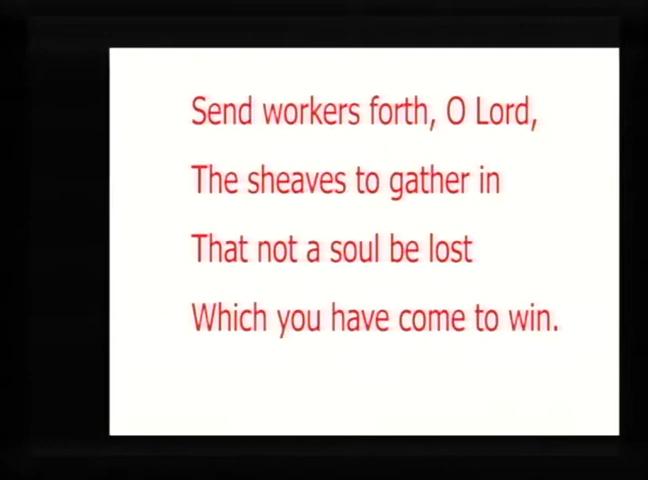 Send workers forth, O Lord,
The sheaves to gather in
That not a soul be lost
Which you have come to win.